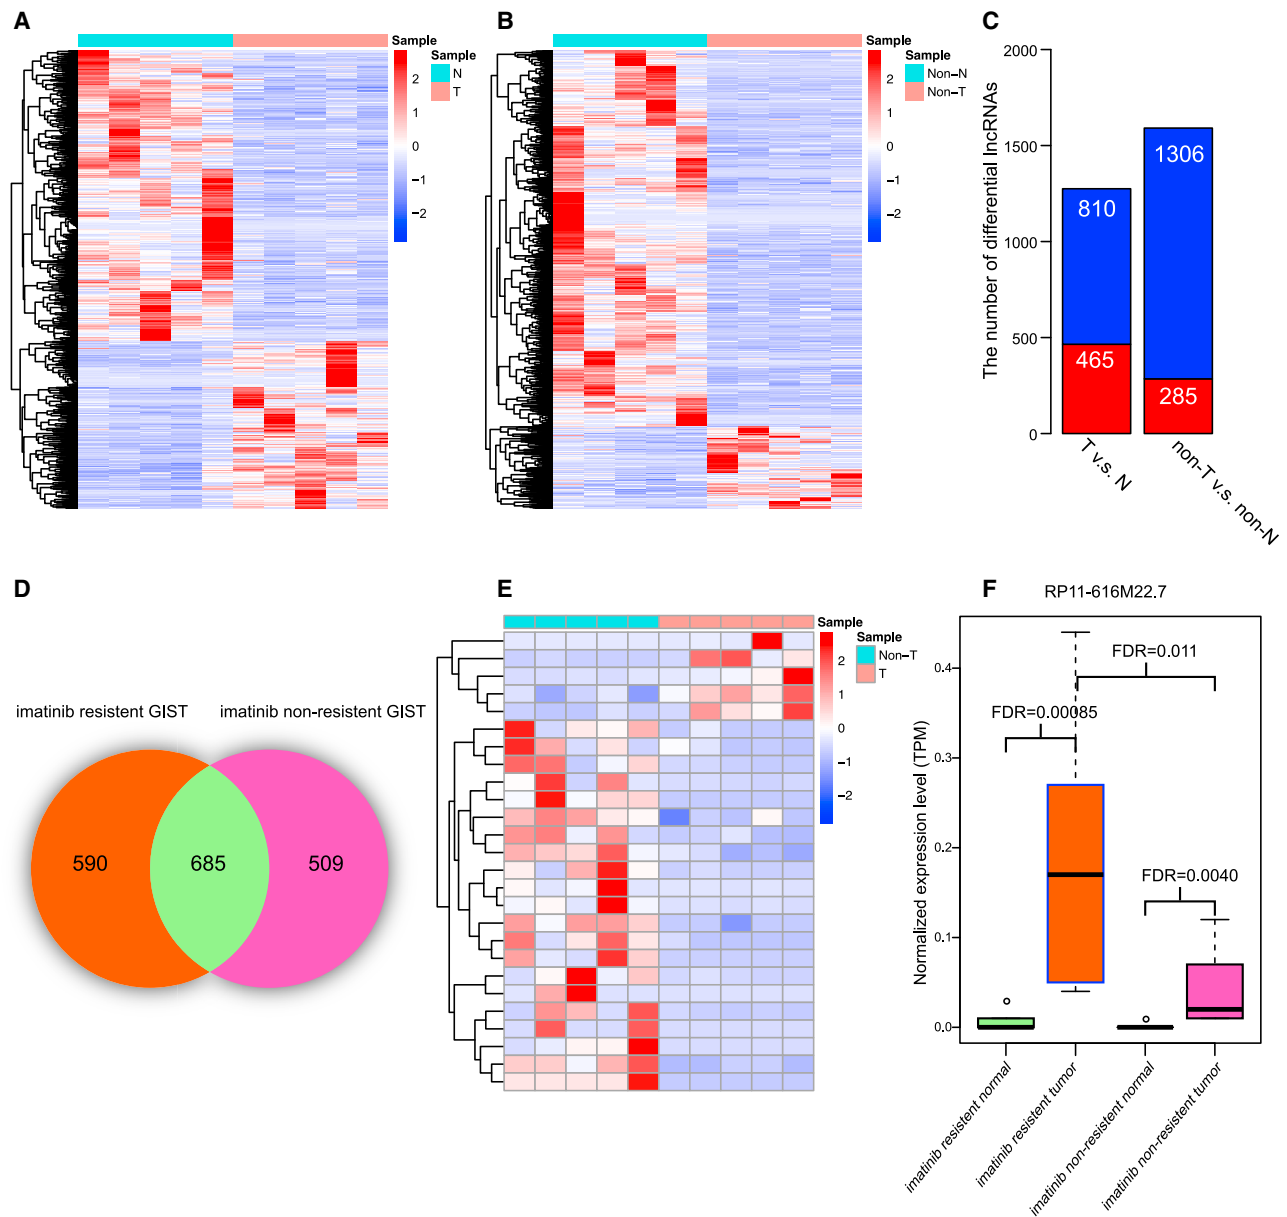 A
Sample
2
1
0
−1
−2
Sample
N
T
B
Sample
2
1
0
−1
−2
Sample
Non−N
Non−T
C
The number of differential lncRNAs
2000
1500
1000
500
0
810
465
1306
285
T v.s. N
non-T v.s. non-N
D
imatinib resistent GIST
imatinib non-resistent GIST
590
685
509
E
Sample
2
1
0
−1
−2
Sample
Non−T
T
F
RP11-616M22.7
Normalized expression level (TPM)
0.4
0.3
0.2
0.1
0.0
FDR=0.011
FDR=0.00085
FDR=0.0040
imatinib resistent normal
imatinib resistent tumor
imatinib non-resistent normal
imatinib non-resistent tumor